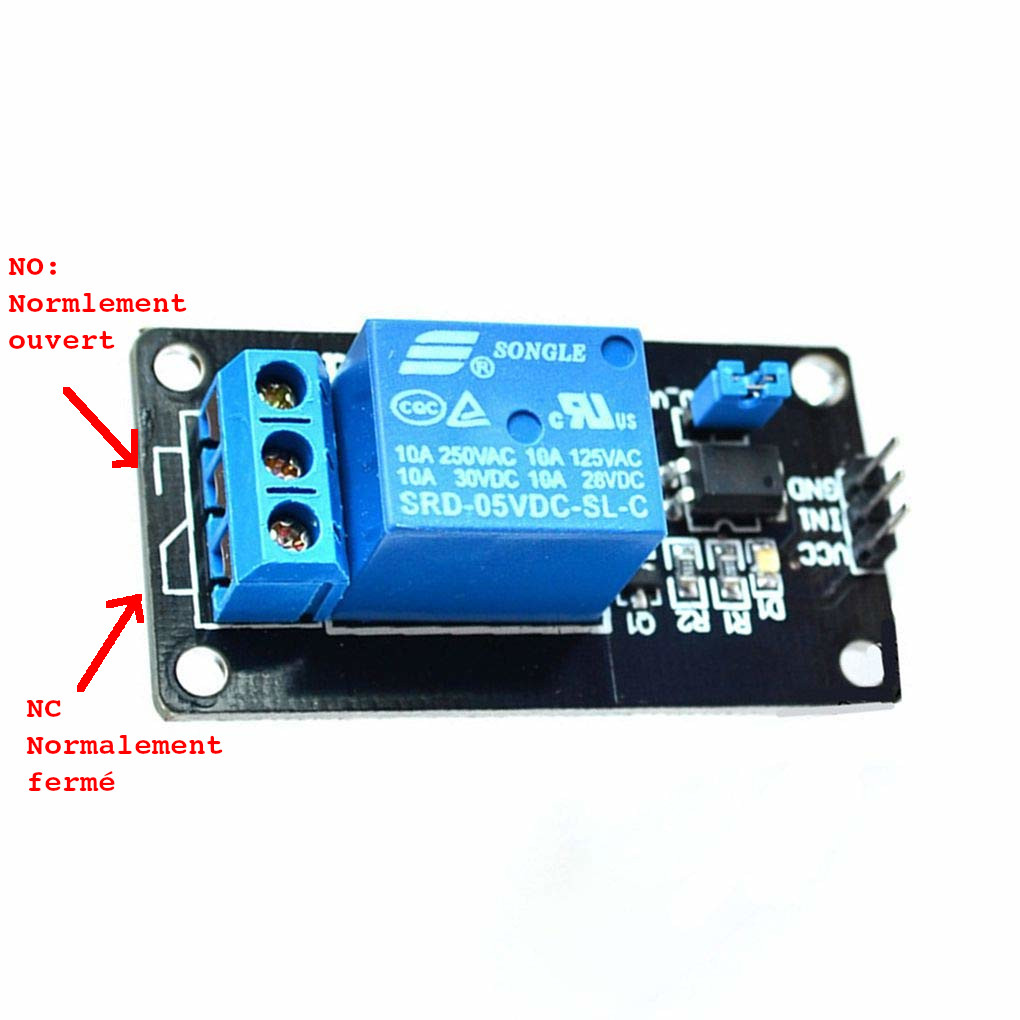 NO:
Normlement
ouvert
SONGLE
®
CQC
c RU US
10A 250VAC 10A 125VAC
10A 30VDC 10A 28VDC
SRD-05VDC-SL-C
GND
IN1
VCC
Q1
R2
R1
NC
Normalement
fermé